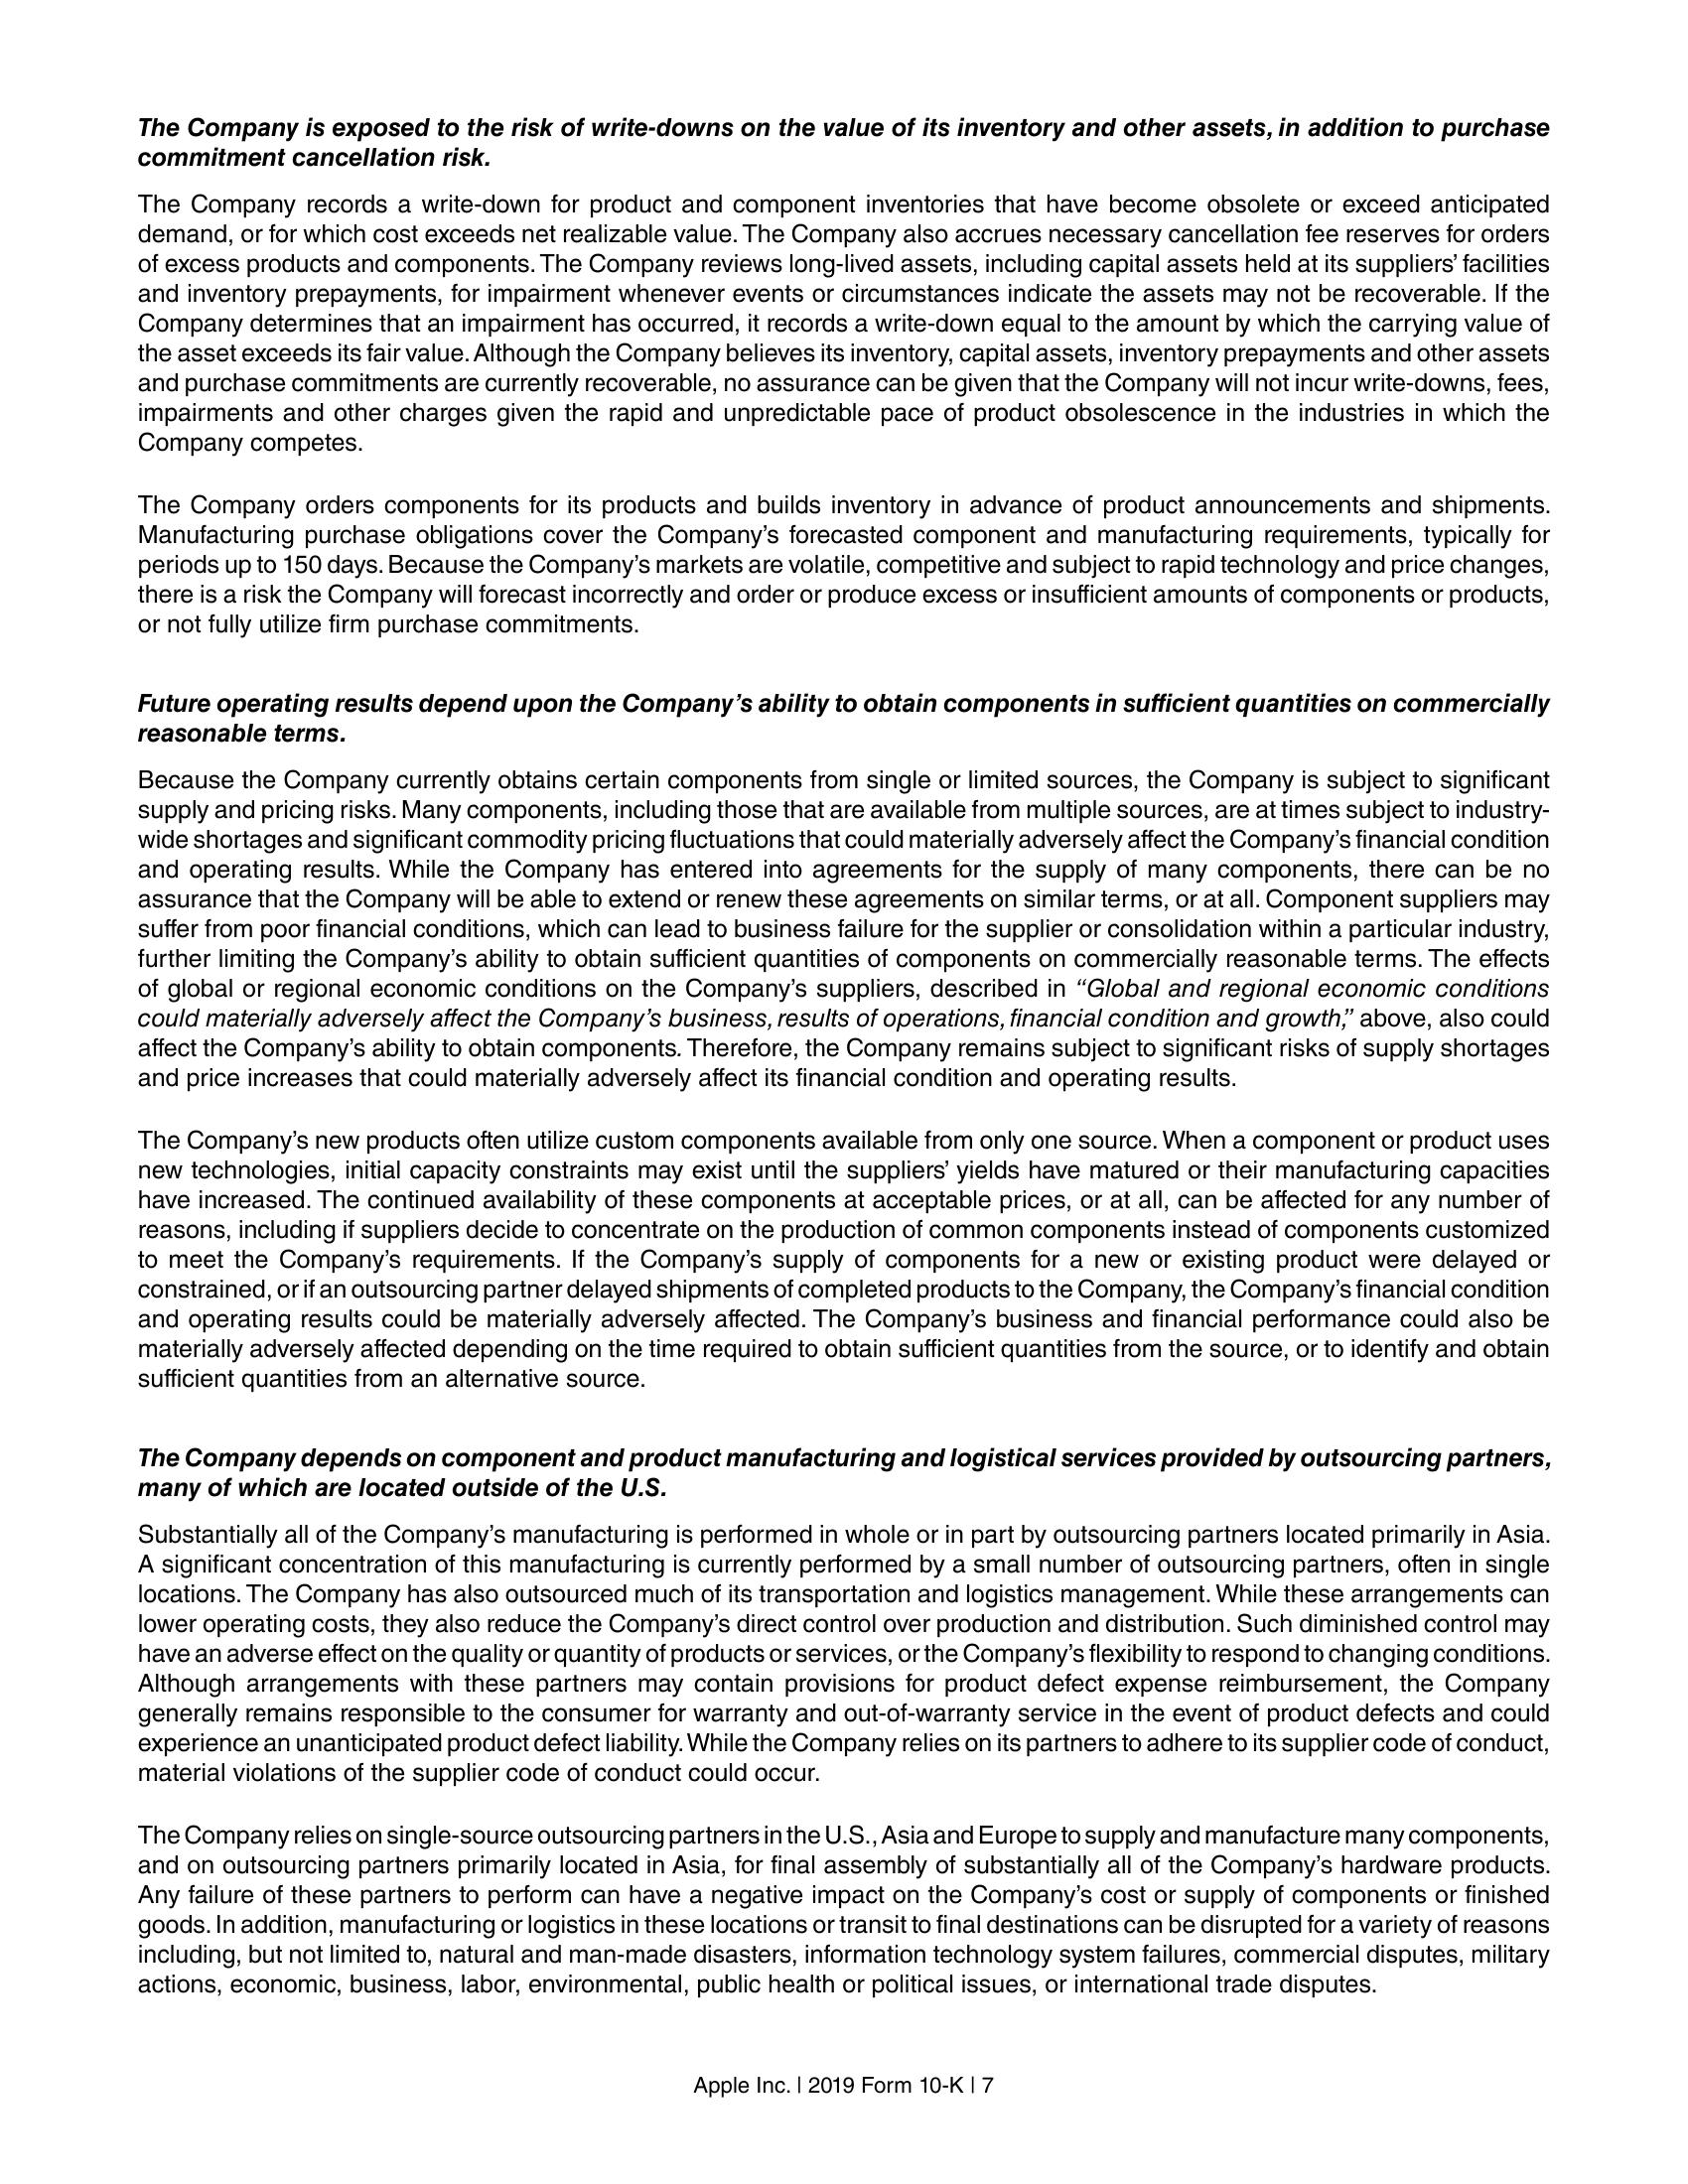 The Company is exposed to the risk of write-downs on the value of its inventory and other assets, in addition to purchase
commitment cancellation risk.
The Company records a write-down for product and component inventories that have become obsolete or exceed anticipated
demand, or for which cost exceeds net realizable value. The Company also accrues necessary cancellation fee reserves for orders
of excess products and components. The Company reviews long-lived assets, including capital assets held at its suppliers’ facilities
and inventory prepayments, for impairment whenever events or circumstances indicate the assets may not be recoverable. If the
Company determines that an impairment has occurred, it records a write-down equal to the amount by which the carrying value of
the asset exceeds its fair value. Although the Company believes its inventory, capital assets, inventory prepayments and other assets
and purchase commitments are currently recoverable, no assurance can be given that the Company will not incur write-downs, fees,
impairments and other charges given the rapid and unpredictable pace of product obsolescence in the industries in which the
Company competes.
The Company orders components for its products and builds inventory in advance of product announcements and shipments.
Manufacturing purchase obligations cover the Company’s forecasted component and manufacturing requirements, typically for
periods up to 150 days. Because the Company’s markets are volatile, competitive and subject to rapid technology and price changes,
there is a risk the Company will forecast incorrectly and order or produce excess or insufficient amounts of components or products,
or not fully utilize firm purchase commitments.
Future operating results depend upon the Company’s ability to obtain components in sufficient quantities on commercially
reasonable terms.
Because the Company currently obtains certain components from single or limited sources, the Company is subject to significant
supply and pricing risks. Many components, including those that are available from multiple sources, are at times subject to industry-
wide shortages and significant commodity pricing fluctuations that could materially adversely affect the Company’s financial condition
and operating results. While the Company has entered into agreements for the supply of many components, there can be no
assurance that the Company will be able to extend or renew these agreements on similar terms, or at all. Component suppliers may
suffer from poor financial conditions, which can lead to business failure for the supplier or consolidation within a particular industry,
further limiting the Company’s ability to obtain sufficient quantities of components on commercially reasonable terms. The effects
of global or regional economic conditions on the Company’s suppliers, described in “Global and regional economic conditions
could materially adversely affect the Company’s business, results of operations, financial condition and growth,” above, also could
affect the Company’s ability to obtain components. Therefore, the Company remains subject to significant risks of supply shortages
and price increases that could materially adversely affect its financial condition and operating results.
The Company’s new products often utilize custom components available from only one source. When a component or product uses
new technologies, initial capacity constraints may exist until the suppliers’ yields have matured or their manufacturing capacities
have increased. The continued availability of these components at acceptable prices, or at all, can be affected for any number of
reasons, including if suppliers decide to concentrate on the production of common components instead of components customized
to meet the Company’s requirements. If the Company’s supply of components for a new or existing product were delayed or
constrained, or if an outsourcing partner delayed shipments of completed products to the Company, the Company’s financial condition
and operating results could be materially adversely affected. The Company’s business and financial performance could also be
materially adversely affected depending on the time required to obtain sufficient quantities from the source, or to identify and obtain
sufficient quantities from an alternative source.
The Company depends on component and product manufacturing and logistical services provided by outsourcing partners,
many of which are located outside of the U.S.
Substantially all of the Company’s manufacturing is performed in whole or in part by outsourcing partners located primarily in Asia.
A significant concentration of this manufacturing is currently performed by a small number of outsourcing partners, often in single
locations. The Company has also outsourced much of its transportation and logistics management. While these arrangements can
lower operating costs, they also reduce the Company’s direct control over production and distribution. Such diminished control may
have an adverse effect on the quality or quantity of products or services, or the Company’s flexibility to respond to changing conditions.
Although arrangements with these partners may contain provisions for product defect expense reimbursement, the Company
generally remains responsible to the consumer for warranty and out-of-warranty service in the event of product defects and could
experience an unanticipated product defect liability. While the Company relies on its partners to adhere to its supplier code of conduct,
material violations of the supplier code of conduct could occur.
The Company relies on single-source outsourcing partners in the U.S., Asia and Europe to supply and manufacture many components,
and on outsourcing partners primarily located in Asia, for final assembly of substantially all of the Company’s hardware products.
Any failure of these partners to perform can have a negative impact on the Company’s cost or supply of components or finished
goods. In addition, manufacturing or logistics in these locations or transit to final destinations can be disrupted for a variety of reasons
including, but not limited to, natural and man-made disasters, information technology system failures, commercial disputes, military
actions, economic, business, labor, environmental, public health or political issues, or international trade disputes.
Apple Inc. | 2019 Form 10-K | 7